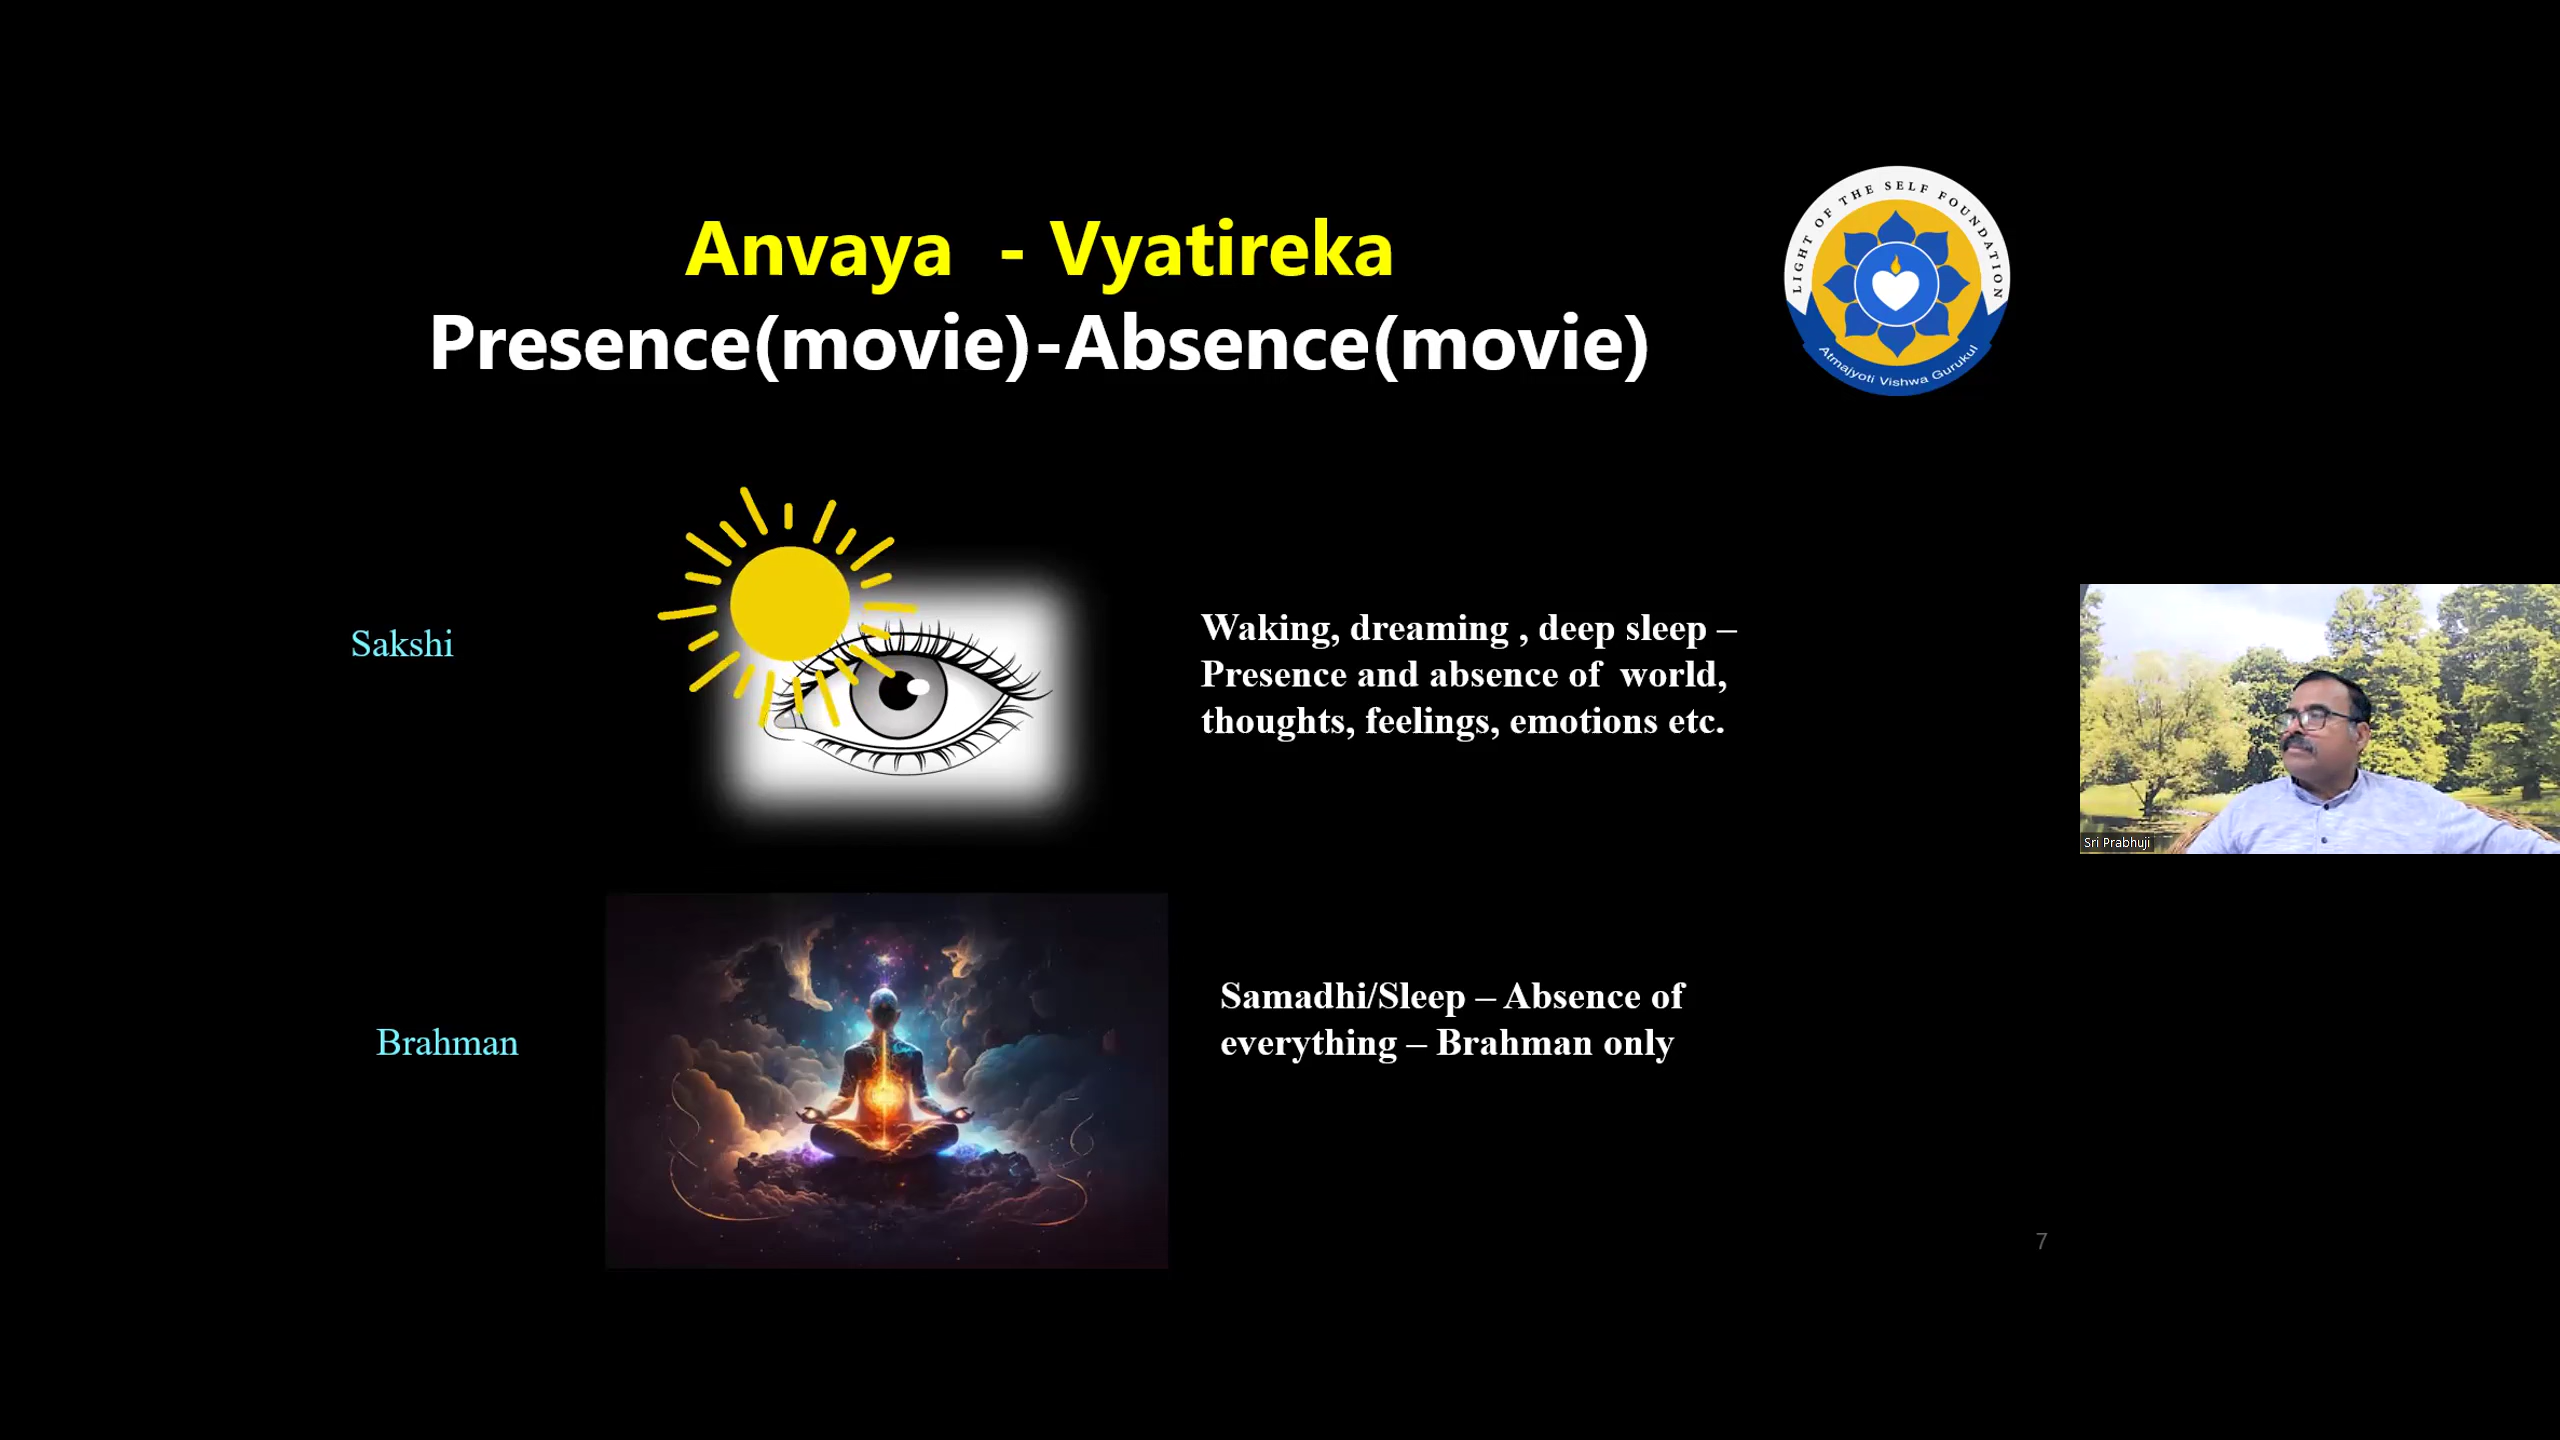 Anvaya - Vyatireka
Presence(movie)-Absence(movie)
LIGHT OF THE SELF FOUNDATION
Atmajyoti Vishwa Gurukul
Sakshi
Waking, dreaming , deep sleep –
Presence and absence of world,
thoughts, feelings, emotions etc.
Sri Prabhuji
Brahman
Samadhi/Sleep – Absence of
everything – Brahman only
7